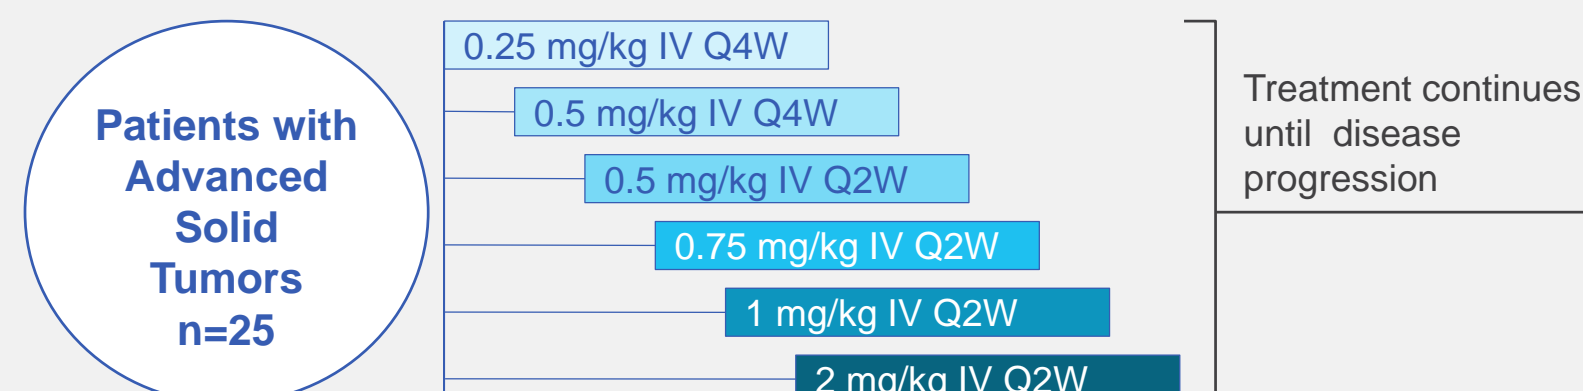 Patients with
Advanced
Solid
Tumors
n=25
0.25 mg/kg IV Q4W
0.5 mg/kg IV Q4W
0.5 mg/kg IV Q2W
0.75 mg/kg IV Q2W
1 mg/kg IV Q2W
2 mg/kg IV Q2W
Treatment continues
until disease
progression